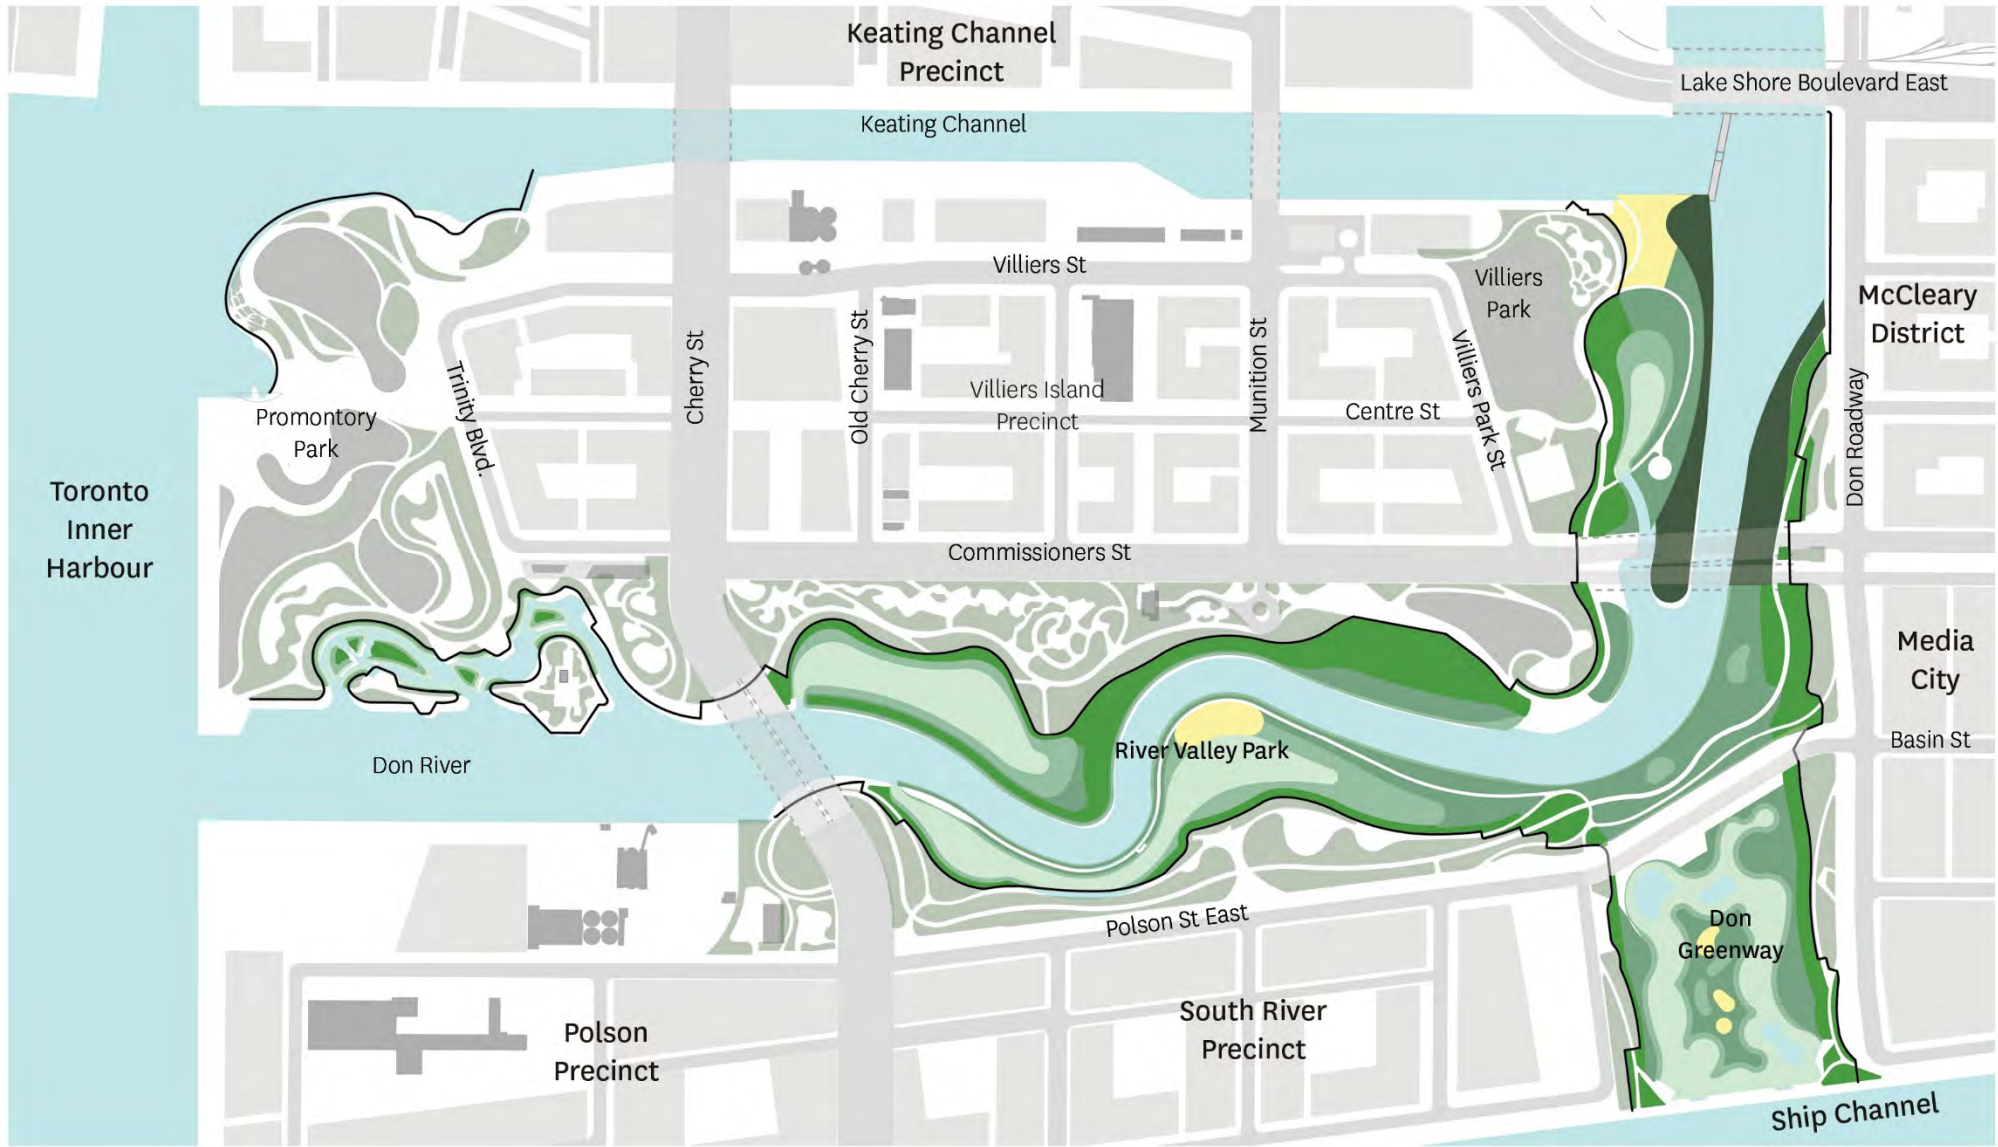 Keating Channel
Precinct
Lake Shore Boulevard East
Keating Channel
Villiers St
Villiers
Park
McCleary
District
Cherry St
Old Cherry St
Munition St
Villiers Park St
Trinity Blvd.
Don Roadway
Villiers Island
Precinct
Centre St
Promontory
Park
Toronto
Inner
Harbour
Commissioners St
Media
City
Basin St
River Valley Park
Don River
Don
Greenway
Polson St East
South River
Precinct
Polson
Precinct
Ship Channel